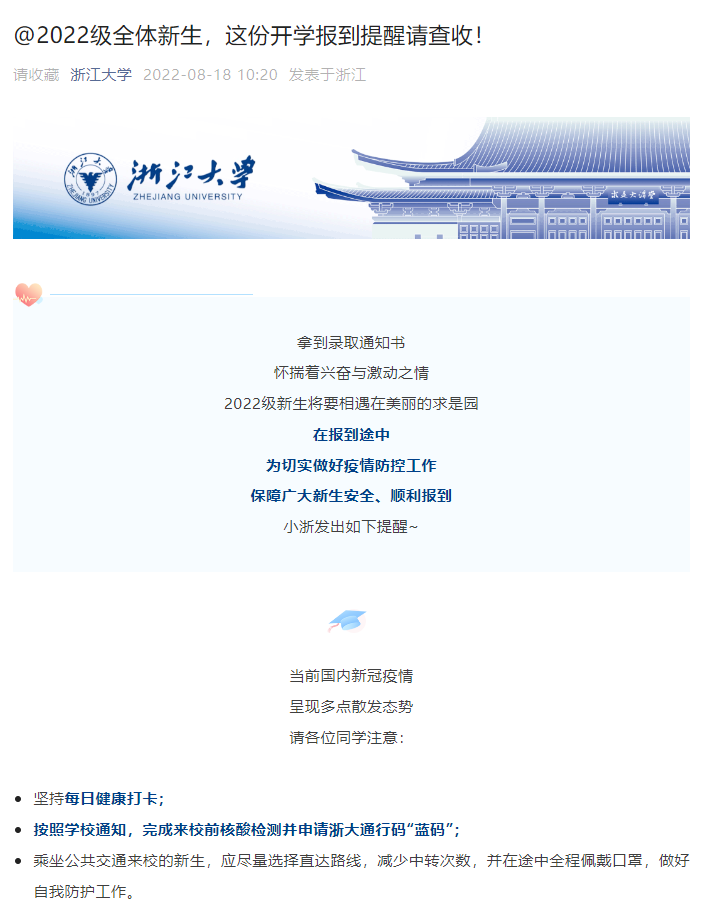 @2022级全体新生，这份开学报到提醒请查收！
请收藏 浙江大学 2022-08-18 10:20 发表于浙江
浙江大学
ZHEJIANG UNIVERSITY
求是大讲堂
拿到录取通知书
怀揣着兴奋与激动之情
2022级新生将要相遇在美丽的求是园
在报到途中
为切实做好疫情防控工作
保障广大新生安全、顺利报到
小浙发出如下提醒~
当前国内新冠疫情
呈现多点散发态势
请各位同学注意：
坚持每日健康打卡；
按照学校通知，完成来校前核酸检测并申请浙大通行码“蓝码”；
乘坐公共交通来校的新生，应尽量选择直达路线，减少中转次数，并在途中全程佩戴口罩，做好
自我防护工作。